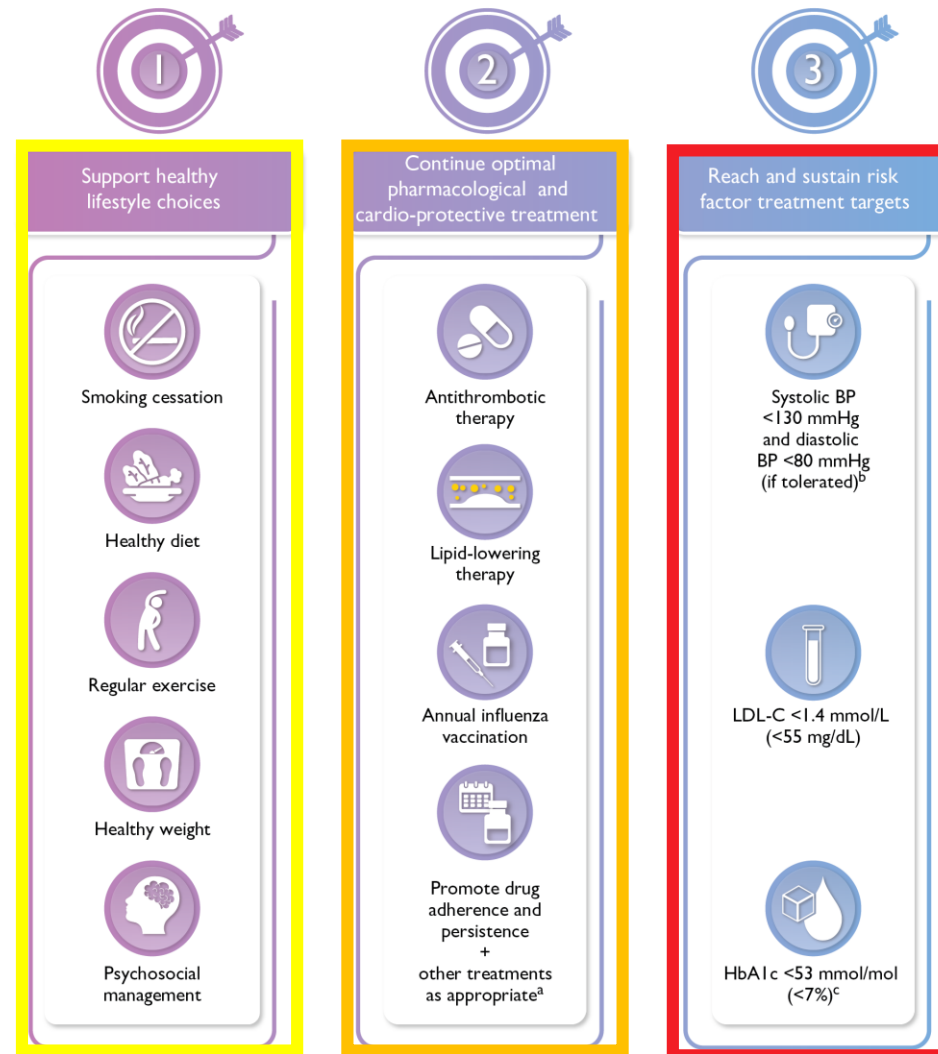 1
Support healthy
lifestyle choices
Smoking cessation
Healthy diet
Regular exercise
Healthy weight
Psychosocial
management
2
Continue optimal
pharmacological and
cardio-protective treatment
Antithrombotic
therapy
Lipid-lowering
therapy
Annual influenza
vaccination
Promote drug
adherence and
persistence
+
other treatments
as appropriateᵃ
3
Reach and sustain risk
factor treatment targets
Systolic BP
<130 mmHg
and diastolic
BP <80 mmHg
(if tolerated)ᵇ
LDL-C <1.4 mmol/L
(<55 mg/dL)
HbA1c <53 mmol/mol
(<7%)ᶜ